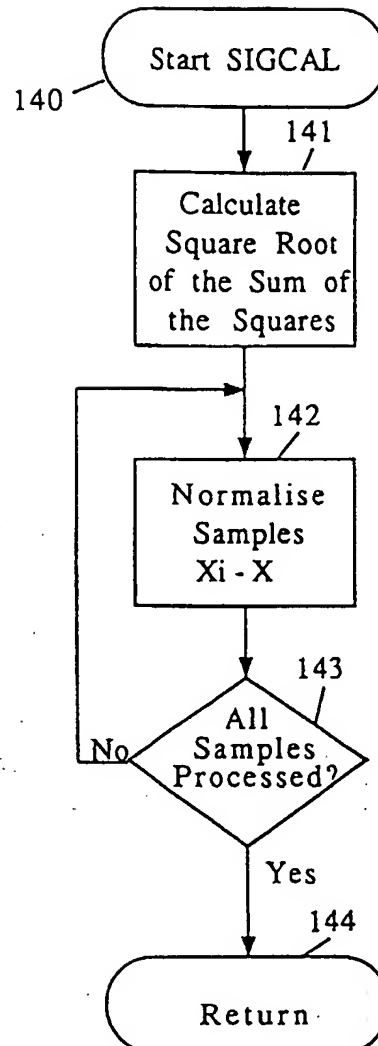 Start SIGCAL
140
141
Calculate
Square Root
of the Sum of
the Squares
142
Normalise
Samples
Xi - X
143
All
Samples
Processed?
No
Yes
144
Return